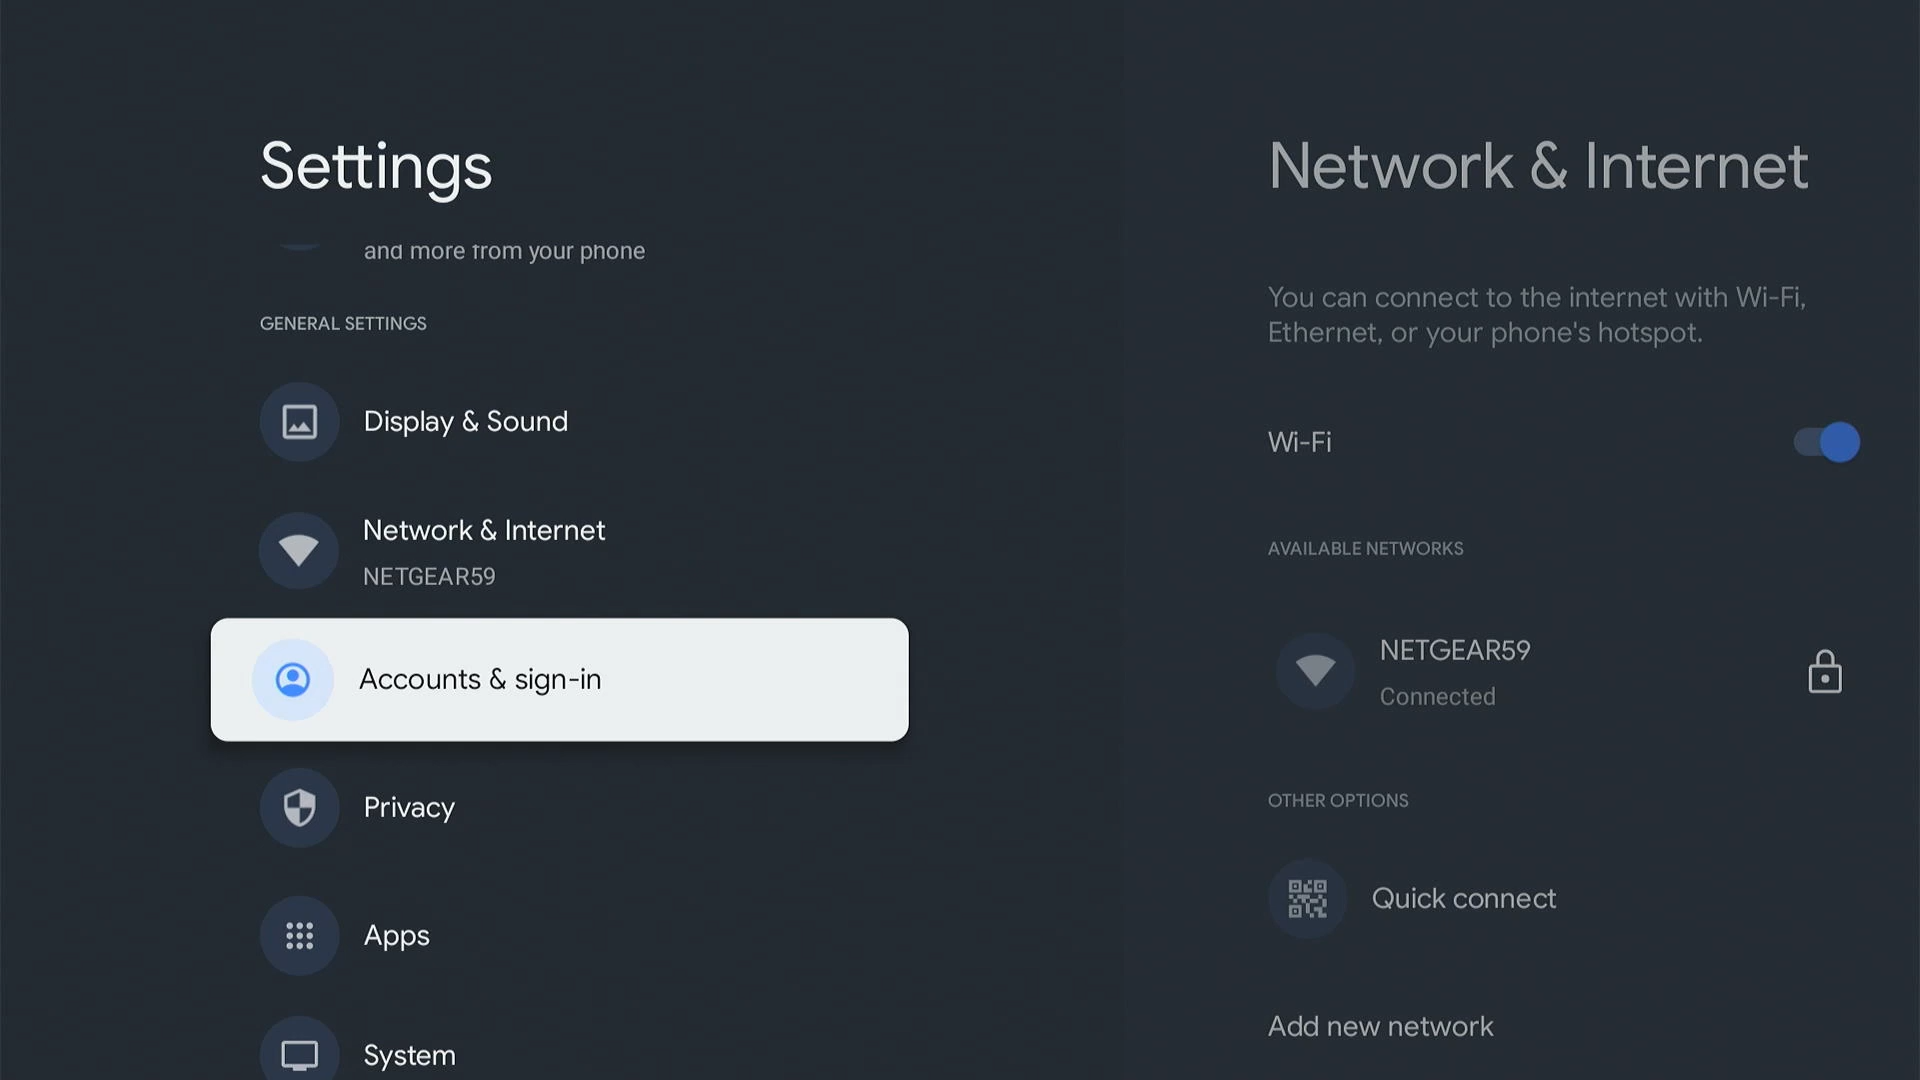 Settings
and more from your phone
GENERAL SETTINGS
Display & Sound
Network & Internet
NETGEAR59
Accounts & sign-in
Privacy
Apps
System
Network & Internet
You can connect to the internet with Wi-Fi,
Ethernet, or your phone's hotspot.
Wi-Fi
AVAILABLE NETWORKS
NETGEAR59
Connected
OTHER OPTIONS
Quick connect
Add new network